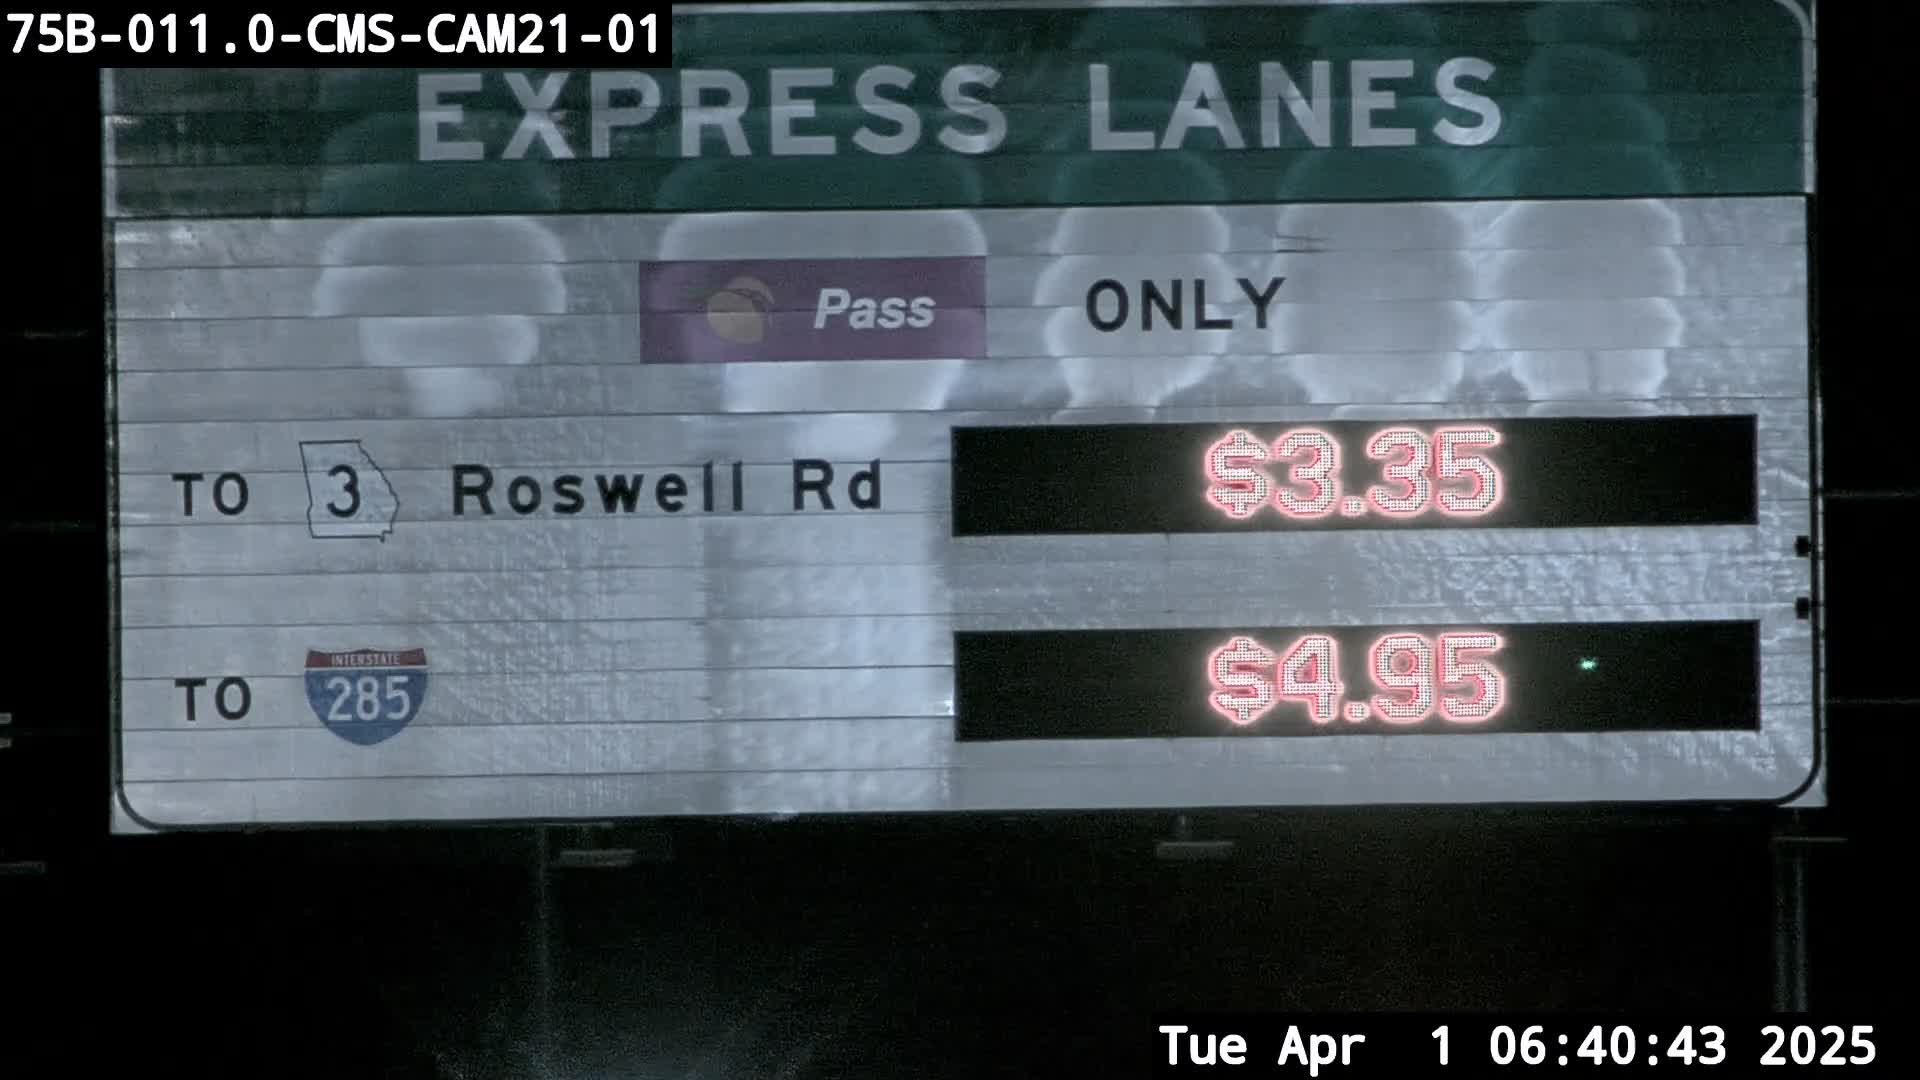 75B-011.0-CMS-CAM21-01
EXPRESS LANES
Pass ONLY
TO 3 Roswell Rd $3.35
TO INTERSTATE 285 $4.95
Tue Apr 1 06:40:43 2025